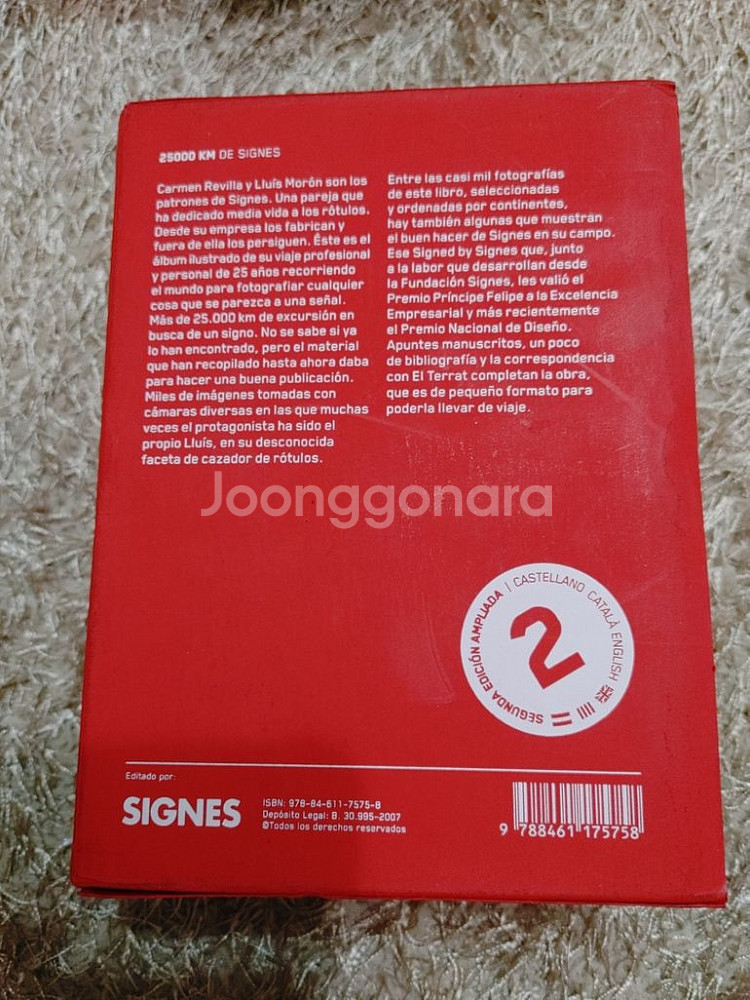 25000 KM DE SIGNES
Carmen Revilla y Lluís Morón son los
patrones de Signes. Una pareja que
ha dedicado media vida a los rótulos.
Desde su empresa los fabrican y
fuera de ella los persiguen. Éste es el
álbum ilustrado de su viaje profesional
y personal de 25 años recorriendo
el mundo para fotografiar cualquier
cosa que se parezca a una señal.
Más de 25.000 km de excursión en
busca de un signo. No se sabe si ya
lo han encontrado, pero el material
que han recopilado hasta ahora daba
para hacer una buena publicación.
Miles de imágenes tomadas con
cámaras diversas en las que muchas
veces el protagonista ha sido el
propio Lluís, en su desconocida
faceta de cazador de rótulos.
Entre las casi mil fotografías
de este libro, seleccionadas
y ordenadas por continentes,
hay también algunas que muestran
el buen hacer de Signes en su campo.
Ese Signed by Signes que, junto
a la labor que desarrollan desde
la Fundación Signes, les valió el
Premio Príncipe Felipe a la Excelencia
Empresarial y más recientemente
el Premio Nacional de Diseño.
Apuntes manuscritos, un poco
de bibliografía y la correspondencia
con El Terrat completan la obra,
que es de pequeño formato para
poderla llevar de viaje.
Joonggonara
SEGUNDA EDICIÓN AMPLIADA | CASTELLANO CATALÀ ENGLISH
2
Editado por:
SIGNES
ISBN: 978-84-611-7575-8
Depósito Legal: B. 30.995-2007
©Todos los derechos reservados
9 788461 175758